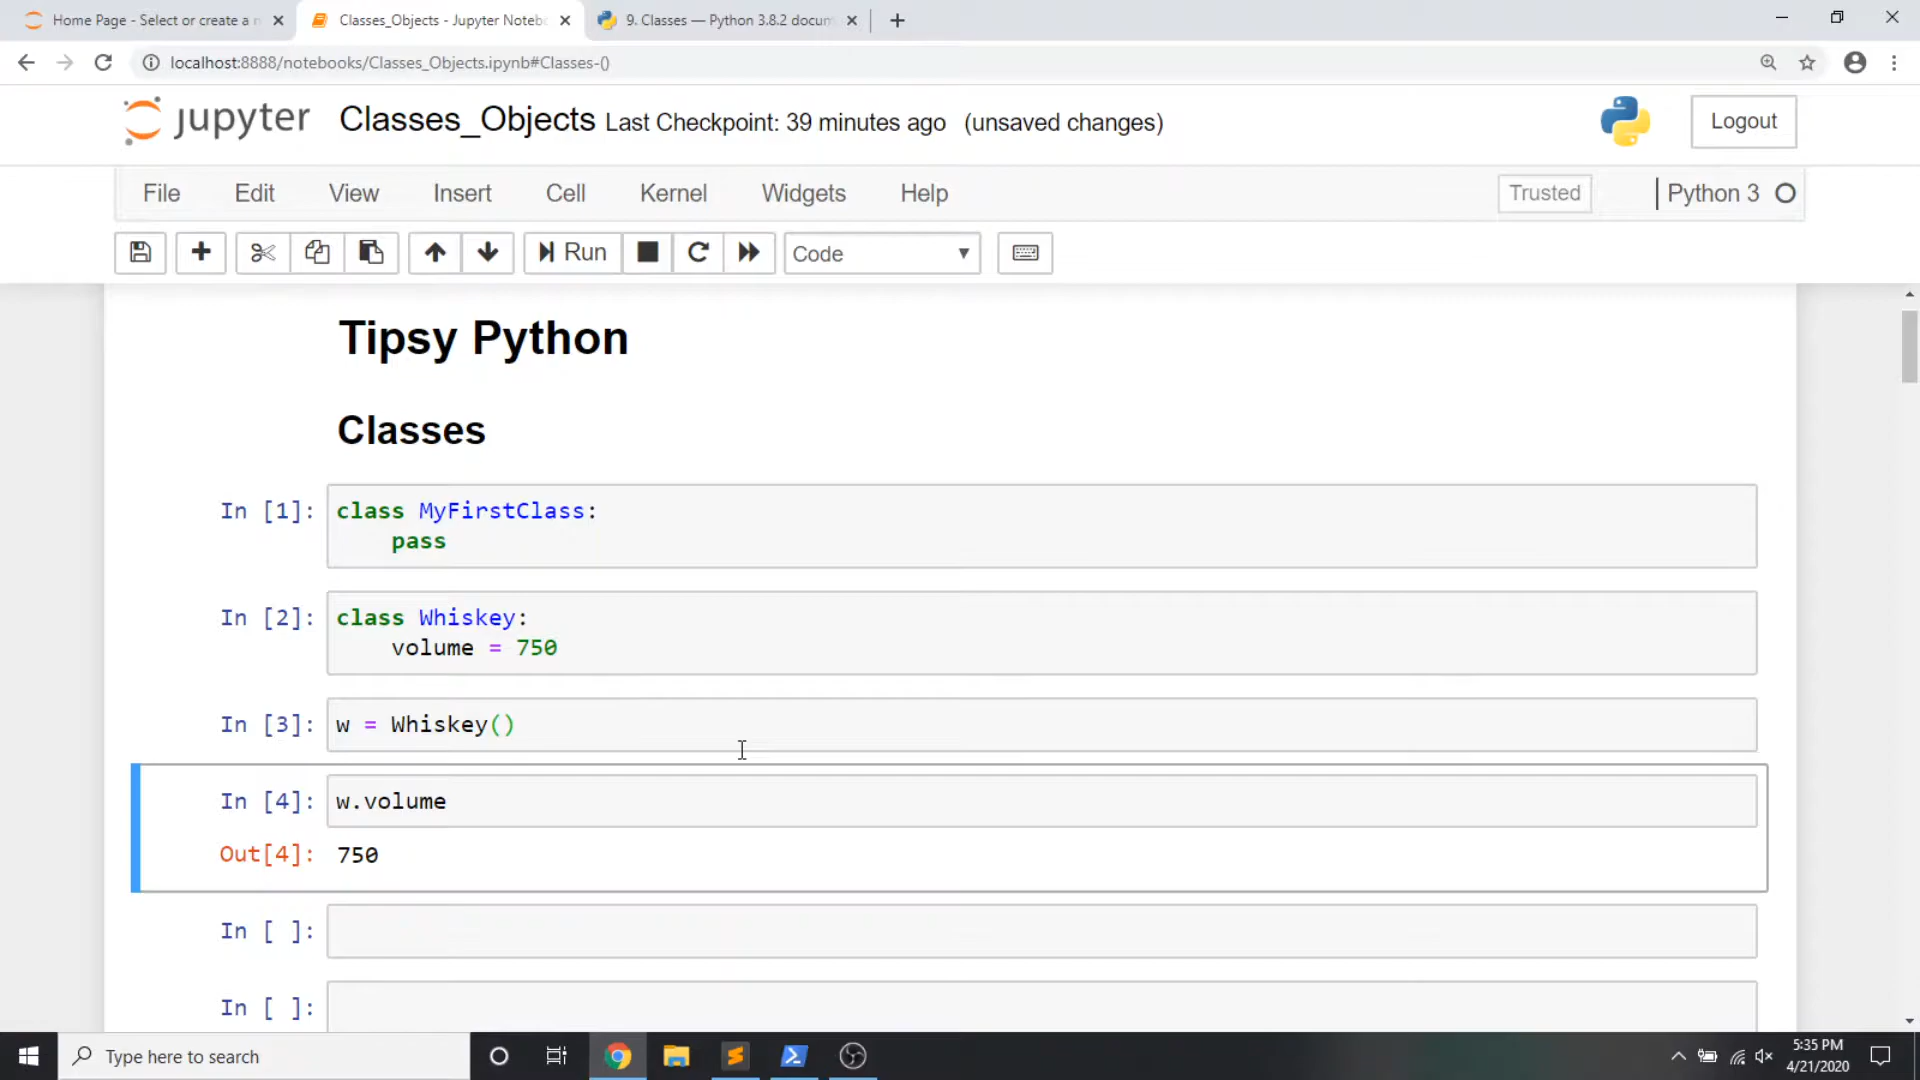 Home Page - Select or create a n
Classes_Objects - Jupyter Notebo
9. Classes — Python 3.8.2 docum
localhost:8888/notebooks/Classes_Objects.ipynb#Classes-()
jupyter Classes_Objects Last Checkpoint: 39 minutes ago (unsaved changes)
Logout
File Edit View Insert Cell Kernel Widgets Help
Trusted
Python 3
Run
Code
Tipsy Python
Classes
In [1]: class MyFirstClass:
    pass
In [2]: class Whiskey:
    volume = 750
In [3]: w = Whiskey()
In [4]: w.volume
Out[4]: 750
In [ ]:
In [ ]:
Type here to search
5:35 PM
4/21/2020